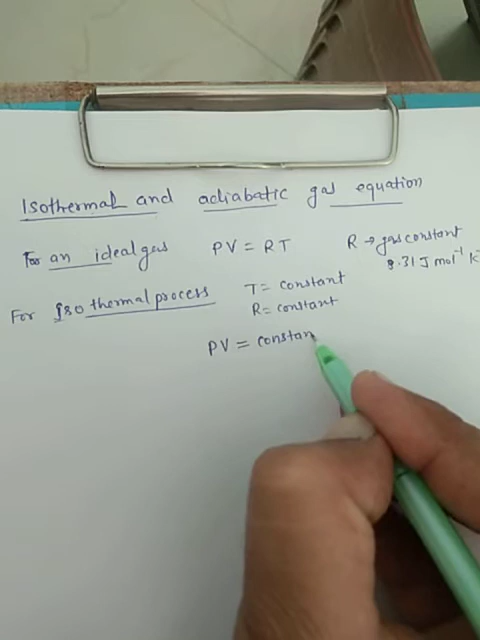 Isothermal and adiabatic gas equation
For an ideal gas PV = RT R → gas constant
8.31 J mol⁻¹ K⁻
For Iso thermal process T = constant
R = constant
PV = constan